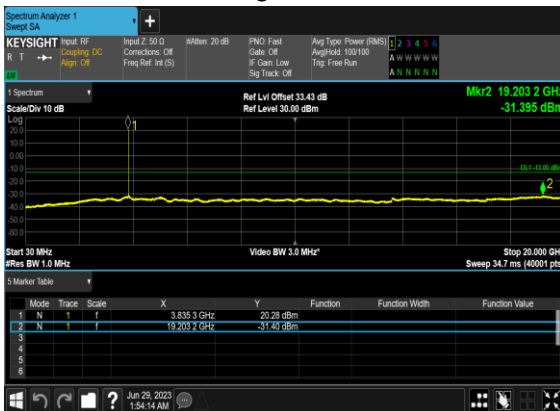 Spectrum Analyzer 1
Swept SA
+
KEYSIGHT Input: RF Input Z: 50 Ω #Atten: 20 dB PNO: Fast Avg Type: Power (RMS) 1 2 3 4 5 6
R T Coupling: DC Corrections: Off Gate: Off Avg|Hold: 100/100 A W W W W W
Align: Off Freq Ref: Int (S) IF Gain: Low Trig: Free Run
Sig Track: Off A N N N N N
LV
1 Spectrum Ref Lvl Offset 33.43 dB Mkr2 19.203 2 GHz
Scale/Div 10 dB Ref Level 30.00 dBm -31.395 dBm
Log
20.0
10.0
0.00
-10.0
-20.0
-30.0
-40.0
-50.0
-60.0
1
DL1 -13.00 dBm
2
Start 30 MHz Video BW 3.0 MHz* Stop 20.000 GHz
#Res BW 1.0 MHz Sweep 34.7 ms (40001 pts)
5 Marker Table
Mode Trace Scale X Y Function Function Width Function Value
1 N 1 f 3.835 3 GHz 20.28 dBm
2 N 1 f 19.203 2 GHz -31.40 dBm
3
4
5
6
? Jun 29, 2023
1:54:14 AM